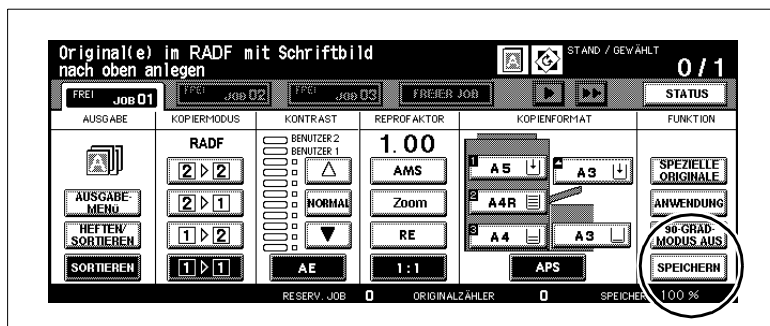 Original(e) im RADF mit Schriftbild
nach oben anlegen
STAND / GEWÄHLT
0 / 1
FREI JOB 01
FREI JOB 02
FREI JOB 03
FREIER JOB
STATUS
AUSGABE
KOPIERMODUS
KONTRAST
REPROFAKTOR
KOPIENFORMAT
FUNKTION
RADF
BENUTZER 2
BENUTZER 1
1.00
2 ▷ 2
AMS
1 A5
A3
SPEZIELLE
ORIGINALE
AUSGABE-
MENÜ
2 ▷ 1
NORMAL
Zoom
2 A4R
ANWENDUNG
HEFTEN/
SORTIEREN
1 ▷ 2
RE
3 A4
A3
90-GRAD-
MODUS AUS
SORTIEREN
1 ▷ 1
AE
1:1
APS
SPEICHERN
RESERV. JOB 0 ORIGINALZÄHLER 0 SPEICHER 100 %